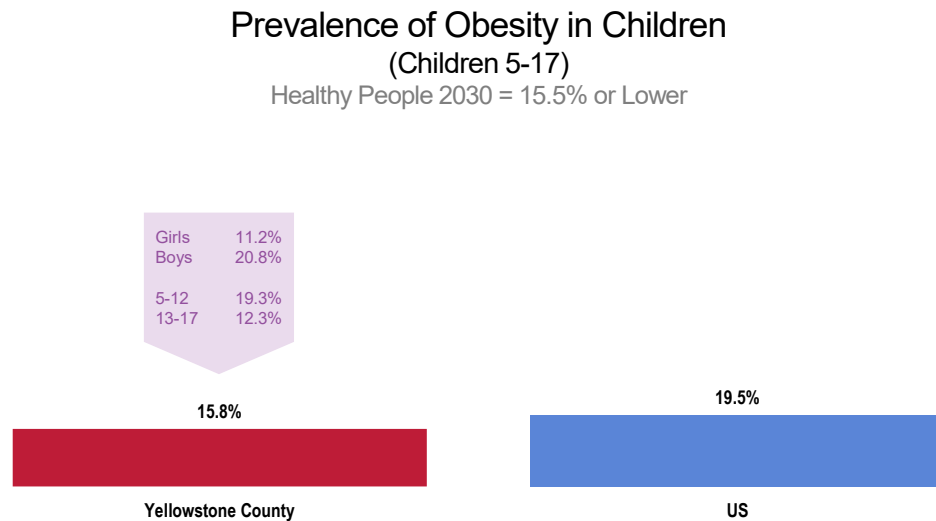 Prevalence of Obesity in Children
(Children 5-17)
Healthy People 2030 = 15.5% or Lower
Girls 11.2%
Boys 20.8%
5-12 19.3%
13-17 12.3%
15.8%
19.5%
Yellowstone County
US